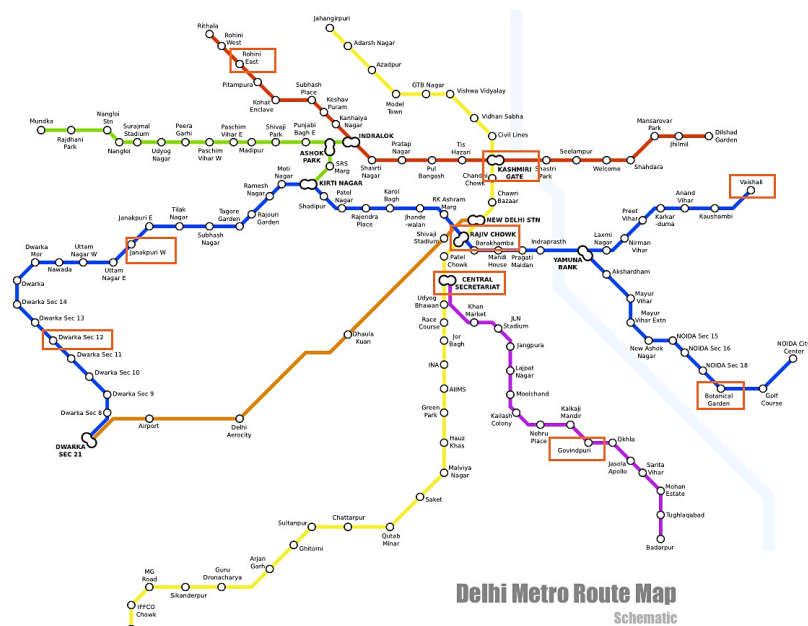 Jahangirpuri
Rithala
Rohini
West
Adarsh Nagar
Rohini
East
Azadpur
Pitampura
Subhash
Place
GTB Nagar
Vishwa Vidyalay
Kohat
Enclave
Keshav
Puram
Model
Town
Vidhan Sabha
Kanhaiya
Nagar
Mundka
Nangloi
Stn
Surajmal
Stadium
Peera
Garhi
Paschim
Vihar E
Shivaji
Park
Punjabi
Bagh E
INDRALOK
Civil Lines
Mansarovar
Park
Dilshad
Garden
Rajdhani
Park
Nangloi
Udyog
Nagar
Paschim
Vihar W
Madipur
ASHOK
PARK
Shastri
Nagar
Pratap
Nagar
Pul
Bangash
Tis
Hazari
KASHMIRI
GATE
Shastri
Park
Seelampur
Welcome
Jhilmil
Shahdara
SRS
Marg
Moti
Nagar
KIRTI NAGAR
Chandni
Chowk
Ramesh
Nagar
Shadipur
Patel
Nagar
Karol
Bagh
RK Ashram
Marg
Chawri
Bazaar
Vaishali
Anand
Vihar
Rajouri
Garden
Rajendra
Place
Jhonde
-walan
NEW DELHI STN
Preet
Vihar
Karkar
-duma
Kaushambi
Janakpuri E
Tilak
Nagar
Tagore
Garden
Subhash
Nagar
Shivaji
Stadium
RAJIV CHOWK
Barakhamba
Indraprasth
Laxmi
Nagar
Nirman
Vihar
Janakpuri W
Dwarka
Mor
Uttam
Nagar W
Nawada
Uttam
Nagar E
Patel
Chowk
Mandi
House
Pragati
Maidan
YAMUNA
BANK
Akshardham
Dwarka
CENTRAL
SECRETARIAT
Dwarka Sec 14
Udyog
Bhawan
Khan
Market
Mayur
Vihar
Dwarka Sec 13
Race
Course
JLN
Stadium
Mayur
Vihar Extn
Dwarka Sec 12
Dhaula
Kuan
Jor
Bagh
Jangpura
New Ashok
Nagar
NOIDA Sec 15
NOIDA Sec 16
NOIDA City
Center
Dwarka Sec 11
INA
Lajpat
Nagar
NOIDA Sec 18
Dwarka Sec 10
AIIMS
Moolchand
Botanical
Garden
Golf
Course
Dwarka Sec 9
Dwarka Sec 8
Airport
Delhi
Aerocity
Green
Park
Kailash
Colony
Kalkaji
Mandir
Nehru
Place
Okhla
Govindpuri
DWARKA
SEC 21
Hauz
Khas
Malviya
Nagar
Jasola
Apollo
Sarita
Vihar
Saket
Mohan
Estate
Sultanpur
Chattarpur
Qutab
Minar
Tughlaqabad
Ghitorni
Badarpur
Arjan
Garh
Guru
Dronacharya
MG
Road
Sikanderpur
IFFCO
Chowk
Delhi Metro Route Map
Schematic